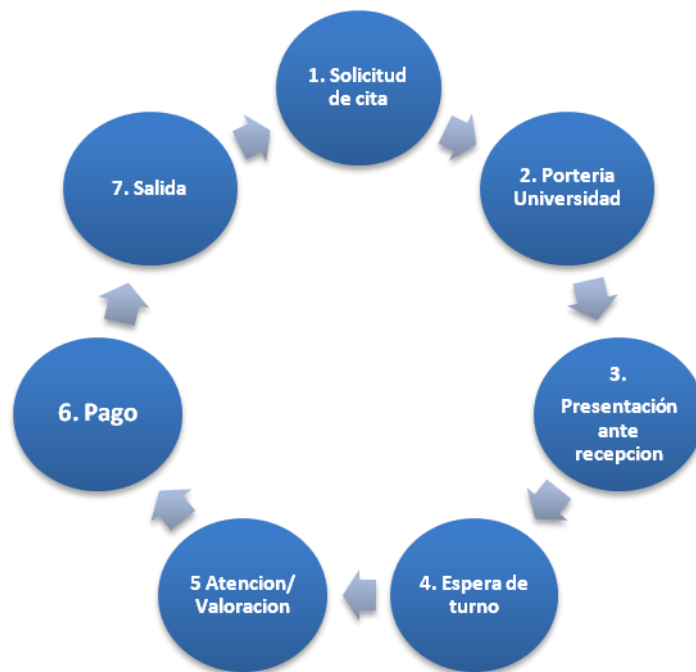 1. Solicitud
de cita
2. Porteria
Universidad
3.
Presentación
ante
recepcion
4. Espera de
turno
5 Atencion/
Valoracion
6. Pago
7. Salida